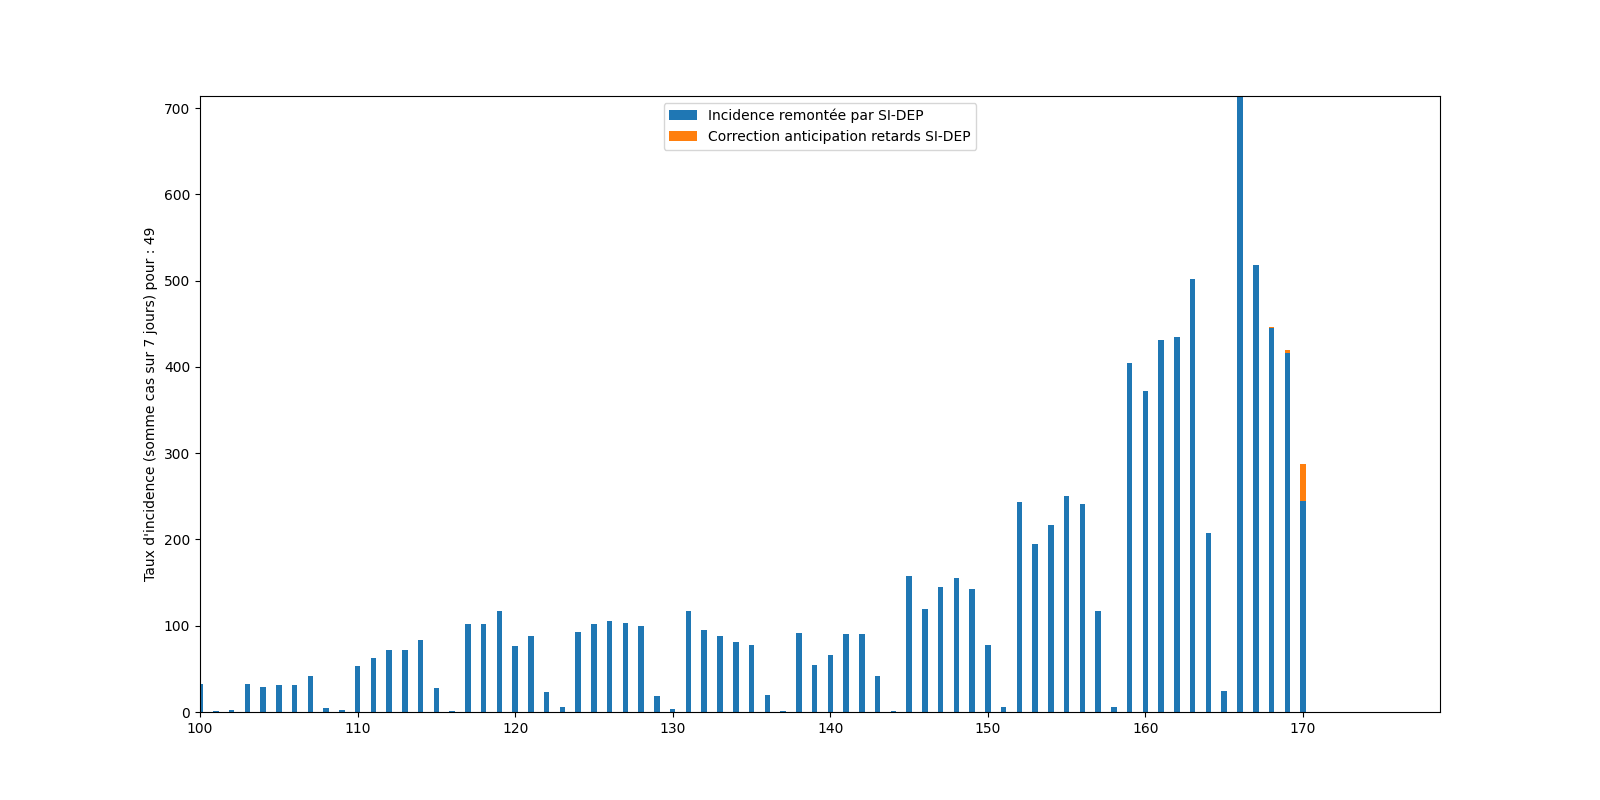 Incidence remontée par SI-DEP
Correction anticipation retards SI-DEP
Taux d'incidence (somme cas sur 7 jours) pour : 49
700
600
500
400
300
200
100
0
100 110 120 130 140 150 160 170